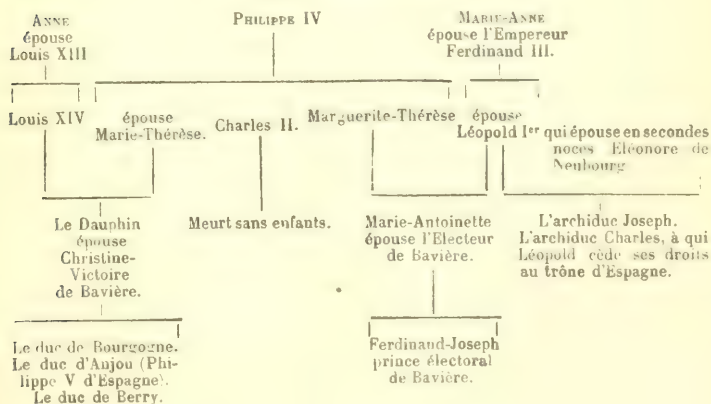 ANNE
épouse
Louis XIII
PHILIPPE IV
MARIE-ANNE
épouse l'Empereur
Ferdinand III.
Louis XIV
épouse
Marie-Thérèse.
Charles II.
Marguerite-Thérèse
épouse
Léopold Ier qui épouse en secondes
noces Eléonore de
Neubourg
Le Dauphin
épouse
Christine-
Victoire
de Bavière.
Meurt sans enfants.
Marie-Antoinette
épouse l'Electeur
de Bavière.
L'archiduc Joseph.
L'archiduc Charles, à qui
Léopold cède ses droits
au trône d'Espagne.
Le duc de Bourgogne.
Le duc d'Anjou (Phi-
lippe V d'Espagne).
Le duc de Berry.
Ferdinand-Joseph
prince électoral
de Bavière.